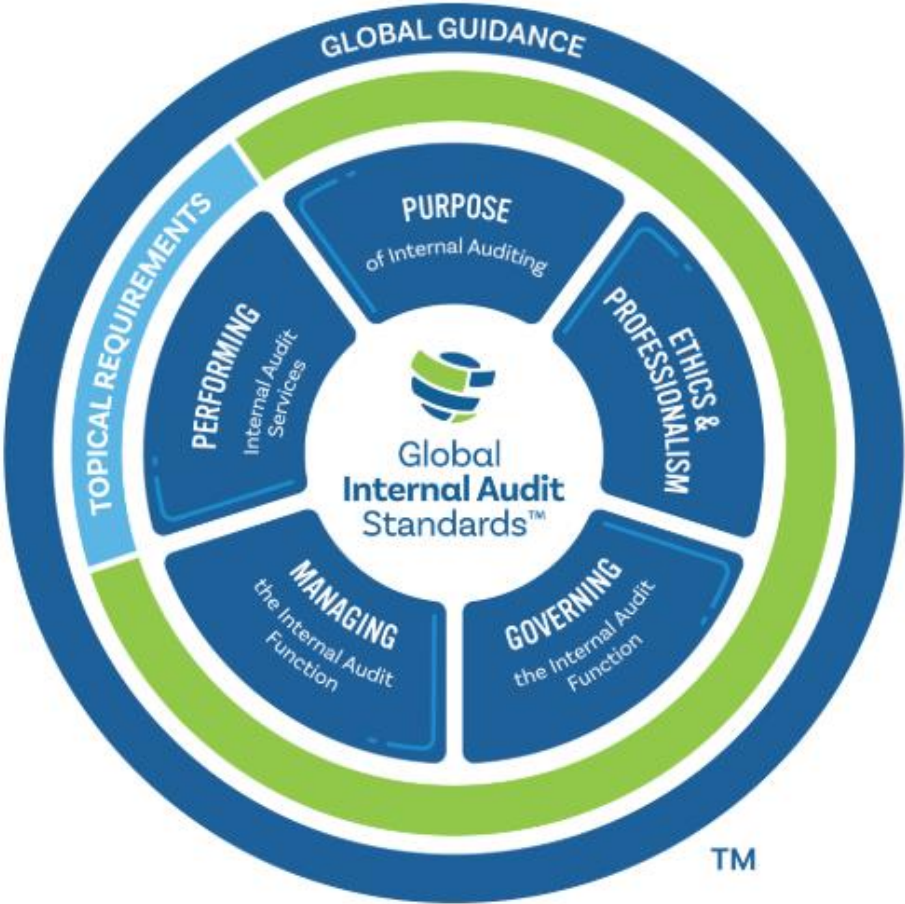 GLOBAL GUIDANCE
TOPICAL REQUIREMENTS
PURPOSE
of Internal Auditing
ETHICS &
PROFESSIONALISM
GOVERNING
the Internal Audit
Function
MANAGING
the Internal Audit
Function
PERFORMING
Internal Audit
Services
Global
Internal Audit
Standards™
TM